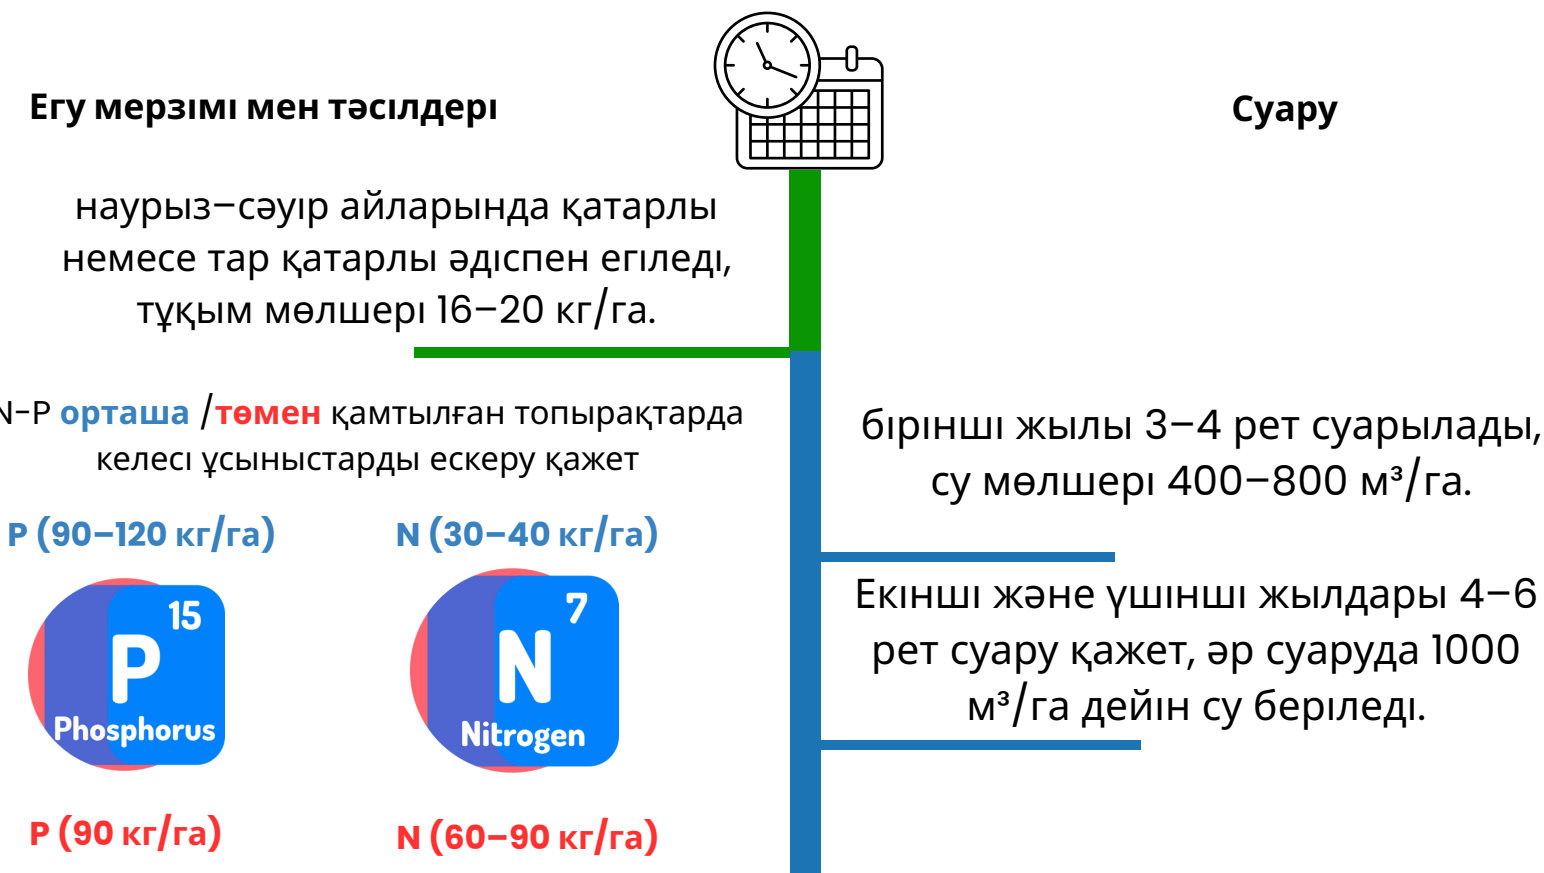 Егу мерзімі мен тәсілдері
наурыз–сәуір айларында қатарлы
немесе тар қатарлы әдіспен егіледі,
тұқым мөлшері 16–20 кг/га.
N-P орташа /төмен қамтылған топырақтарда
келесі ұсыныстарды ескеру қажет
P (90–120 кг/га)
N (30–40 кг/га)
15
P
Phosphorus
7
N
Nitrogen
P (90 кг/га)
N (60–90 кг/га)
Суару
бірінші жылы 3–4 рет суарылады,
су мөлшері 400–800 м³/га.
Екінші және үшінші жылдары 4–6
рет суару қажет, әр суаруда 1000
м³/га дейін су беріледі.